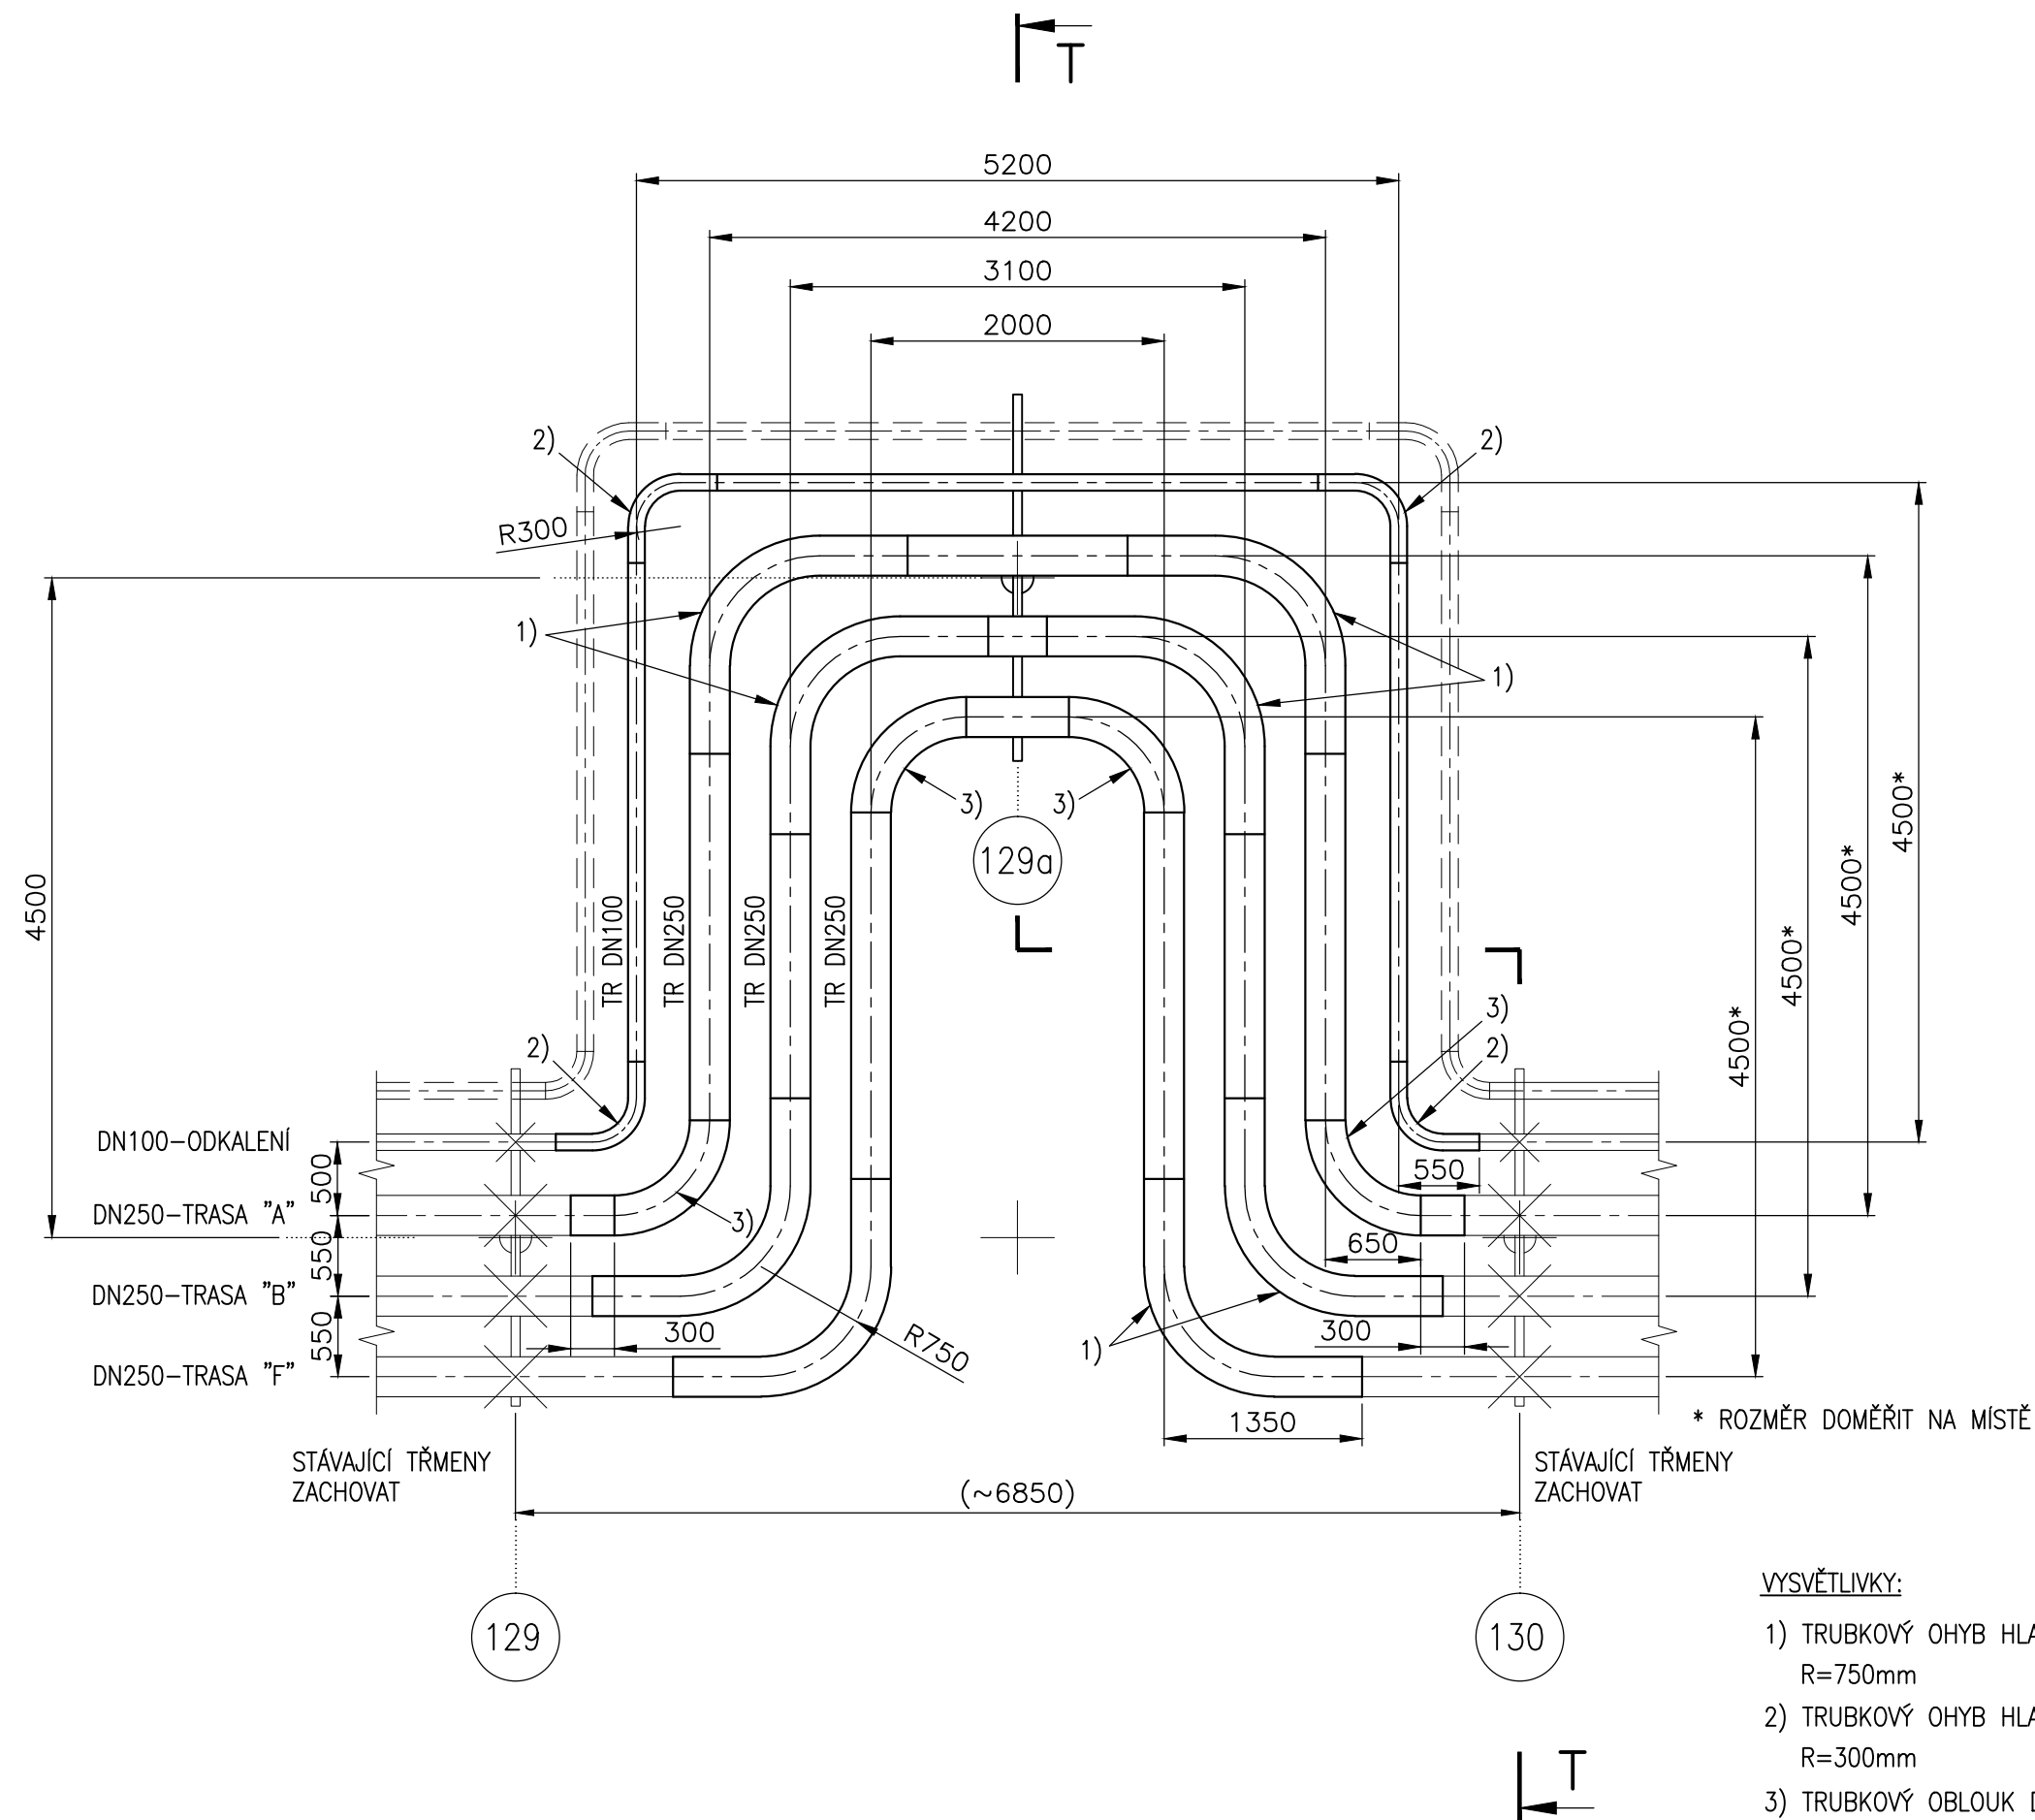 T
5200
4200
3100
2000
2)
2)
R300
1)
1)
3)
3)
129a
4500
TR DN100
TR DN250
TR DN250
TR DN250
4500*
4500*
4500*
4500*
3)
2)
2)
DN100-ODKALENÍ
500
550
DN250-TRASA "A"
3)
550
650
DN250-TRASA "B"
550
300
R750
1)
300
DN250-TRASA "F"
1350
* ROZMĚR DOMĚŘIT NA MÍSTĚ
STÁVAJÍCÍ TŘMENY
ZACHOVAT
(~6850)
STÁVAJÍCÍ TŘMENY
ZACHOVAT
129
130
VYSVĚTLIVKY:
1) TRUBKOVÝ OHYB
R=750mm
2) TRUBKOVÝ OHYB
R=300mm
3) TRUBKOVÝ OBLOUK
T